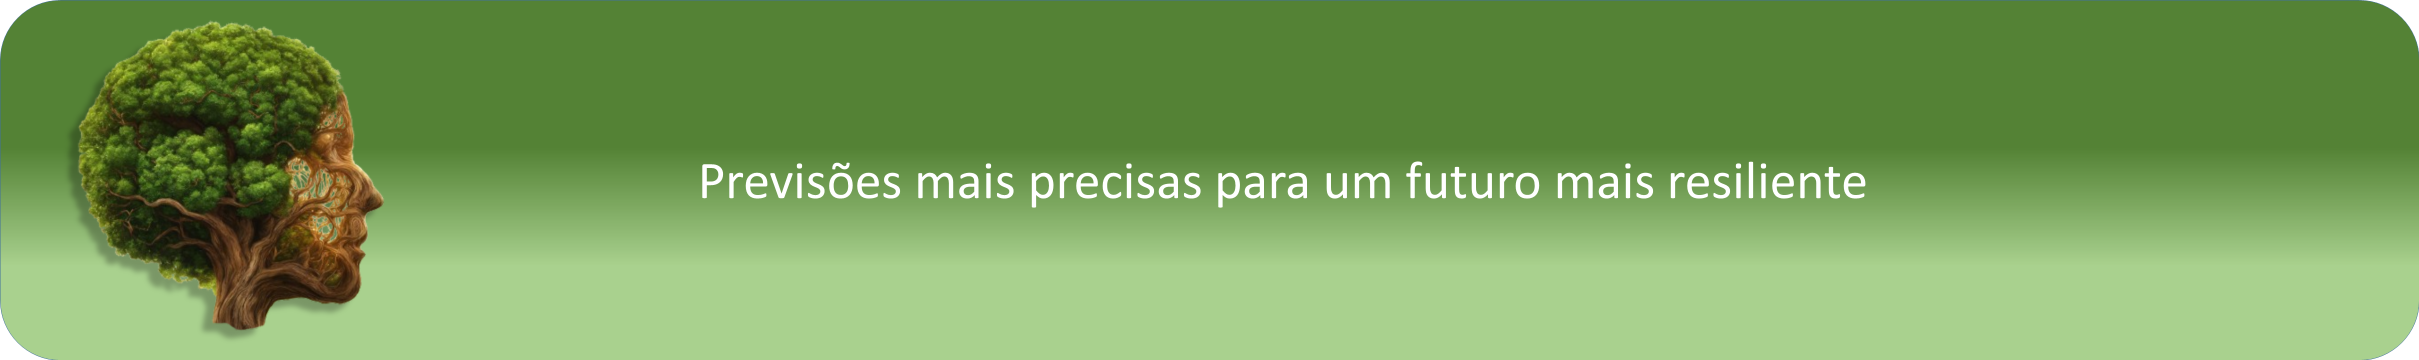 Previsões mais precisas para um futuro mais resiliente